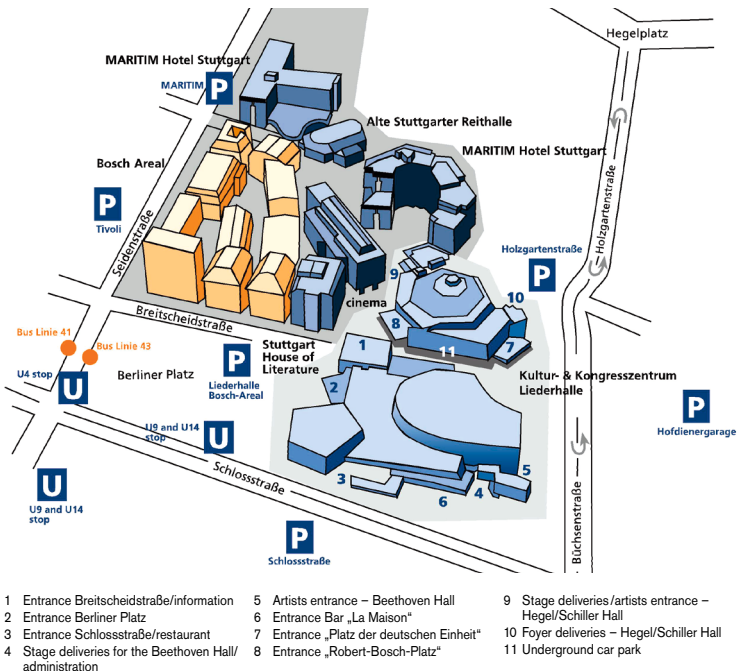 Hegelplatz
MARITIM Hotel Stuttgart
MARITIM
P
Alte Stuttgarter Reithalle
MARITIM Hotel Stuttgart
Bosch Areal
P
Tivoli
Seidenstraße
Holzgartenstraße
Holzgartenstraße
P
9
10
cinema
Breitscheidstraße
8
11
7
1
Bus Linie 41
Bus Linie 43
Stuttgart
House of
Literature
P
Liederhalle
Bosch-Areal
U4 stop
U
Berliner Platz
2
Kultur- & Kongresszentrum
Liederhalle
P
Hofdienergarage
U9 and U14
stop
U
Schlossstraße
3
6
4
5
U
U9 and U14
stop
P
Schlossstraße
Büchsenstraße
1 Entrance Breitscheidstraße/information
2 Entrance Berliner Platz
3 Entrance Schlossstraße/restaurant
4 Stage deliveries for the Beethoven Hall/
administration
5 Artists entrance – Beethoven Hall
6 Entrance Bar „La Maison“
7 Entrance „Platz der deutschen Einheit“
8 Entrance „Robert-Bosch-Platz“
9 Stage deliveries/artists entrance –
Hegel/Schiller Hall
10 Foyer deliveries – Hegel/Schiller Hall
11 Underground car park